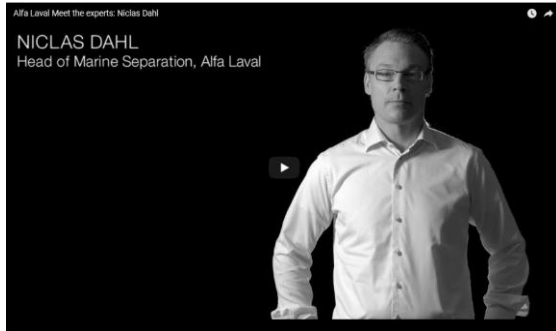 Alfa Laval Meet the experts: Niclas Dahl
NICLAS DAHL
Head of Marine Separation, Alfa Laval